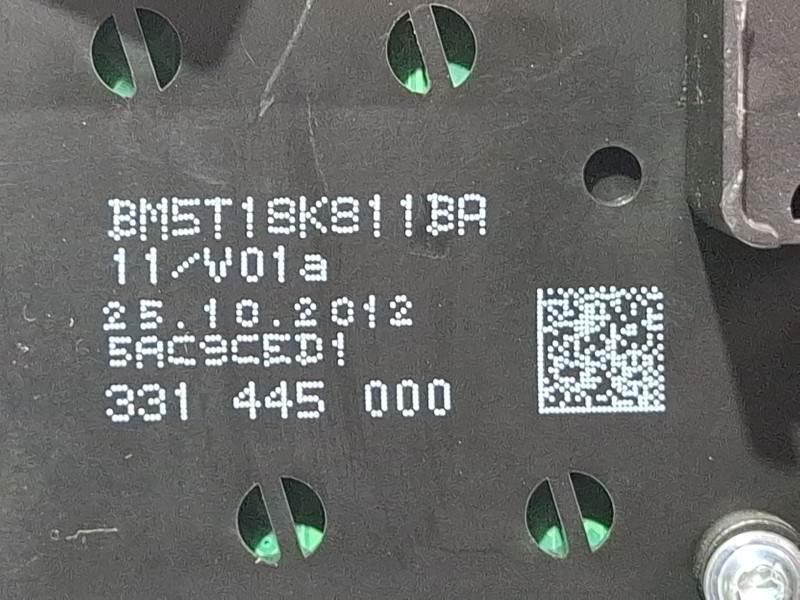 BM5T18K811BA
11/V01a
25.10.2012
5AC9CED1
331 445 000